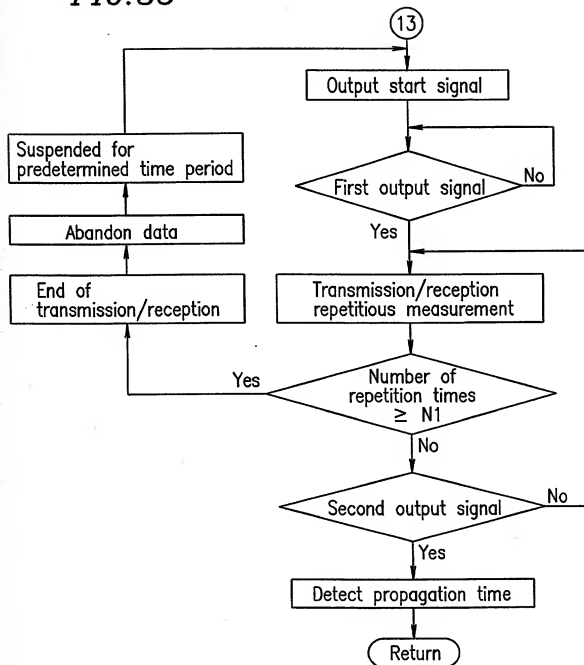 13
Output start signal
Suspended for
predetermined time period
No
First output signal
Abandon data
Yes
End of
transmission/reception
Transmission/reception
repetitious measurement
Yes
Number of
repetition times
≥ N1
No
Second output signal
No
Yes
Detect propagation time
Return